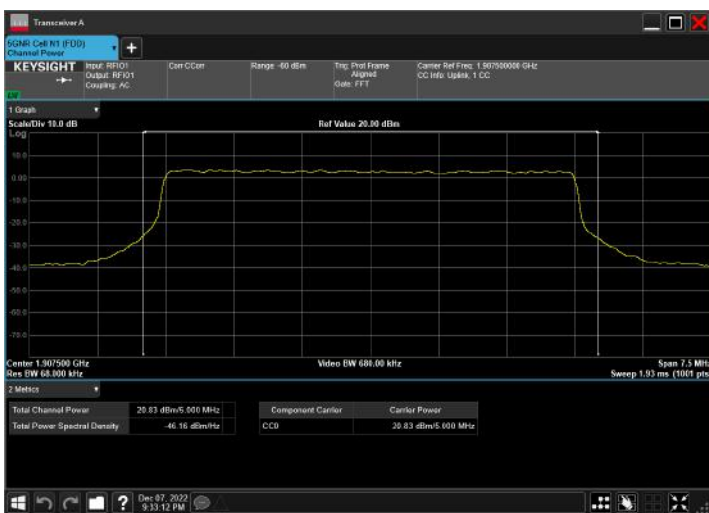 Transceiver A
5GNR Cell N1 (FDD)
Channel Power
KEYSIGHT
Input: RFIO1
Output: RFIO1
Coupling: AC
Corr CCorr
Range: -60 dBm
Trig: Prot Frame
Aligned
Gate: FFT
Carrier Ref Freq: 1.907500000 GHz
CC Info: Uplink, 1 CC
1 Graph
Scale/Div 10.0 dB
Ref Value 20.00 dBm
Log
10.0
0.00
-10.0
-20.0
-30.0
-40.0
-50.0
-60.0
-70.0
Center 1.907500 GHz
Video BW 680.00 kHz
Span 7.5 MHz
Res BW 68.000 kHz
Sweep 1.93 ms (1001 pts
2 Metrics
Total Channel Power 20.83 dBm/5.000 MHz
Total Power Spectral Density -46.16 dBm/Hz
Component Carrier Carrier Power
CC0 20.83 dBm/5.000 MHz
Dec 07, 2022
9:33:12 PM